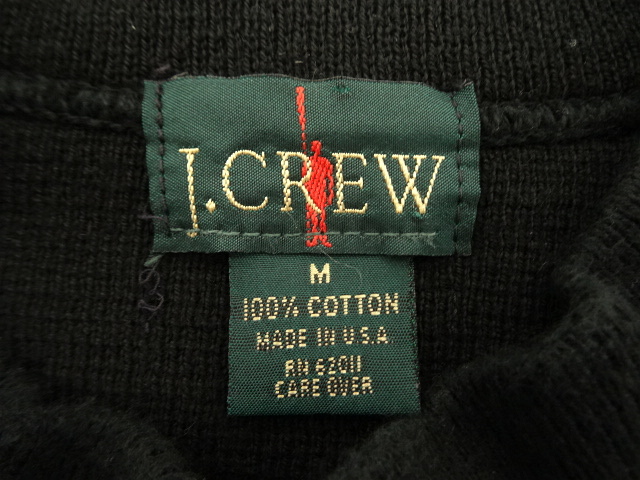 J.CREW
M
100% COTTON
MADE IN U.S.A.
RN 62011
CARE OVER